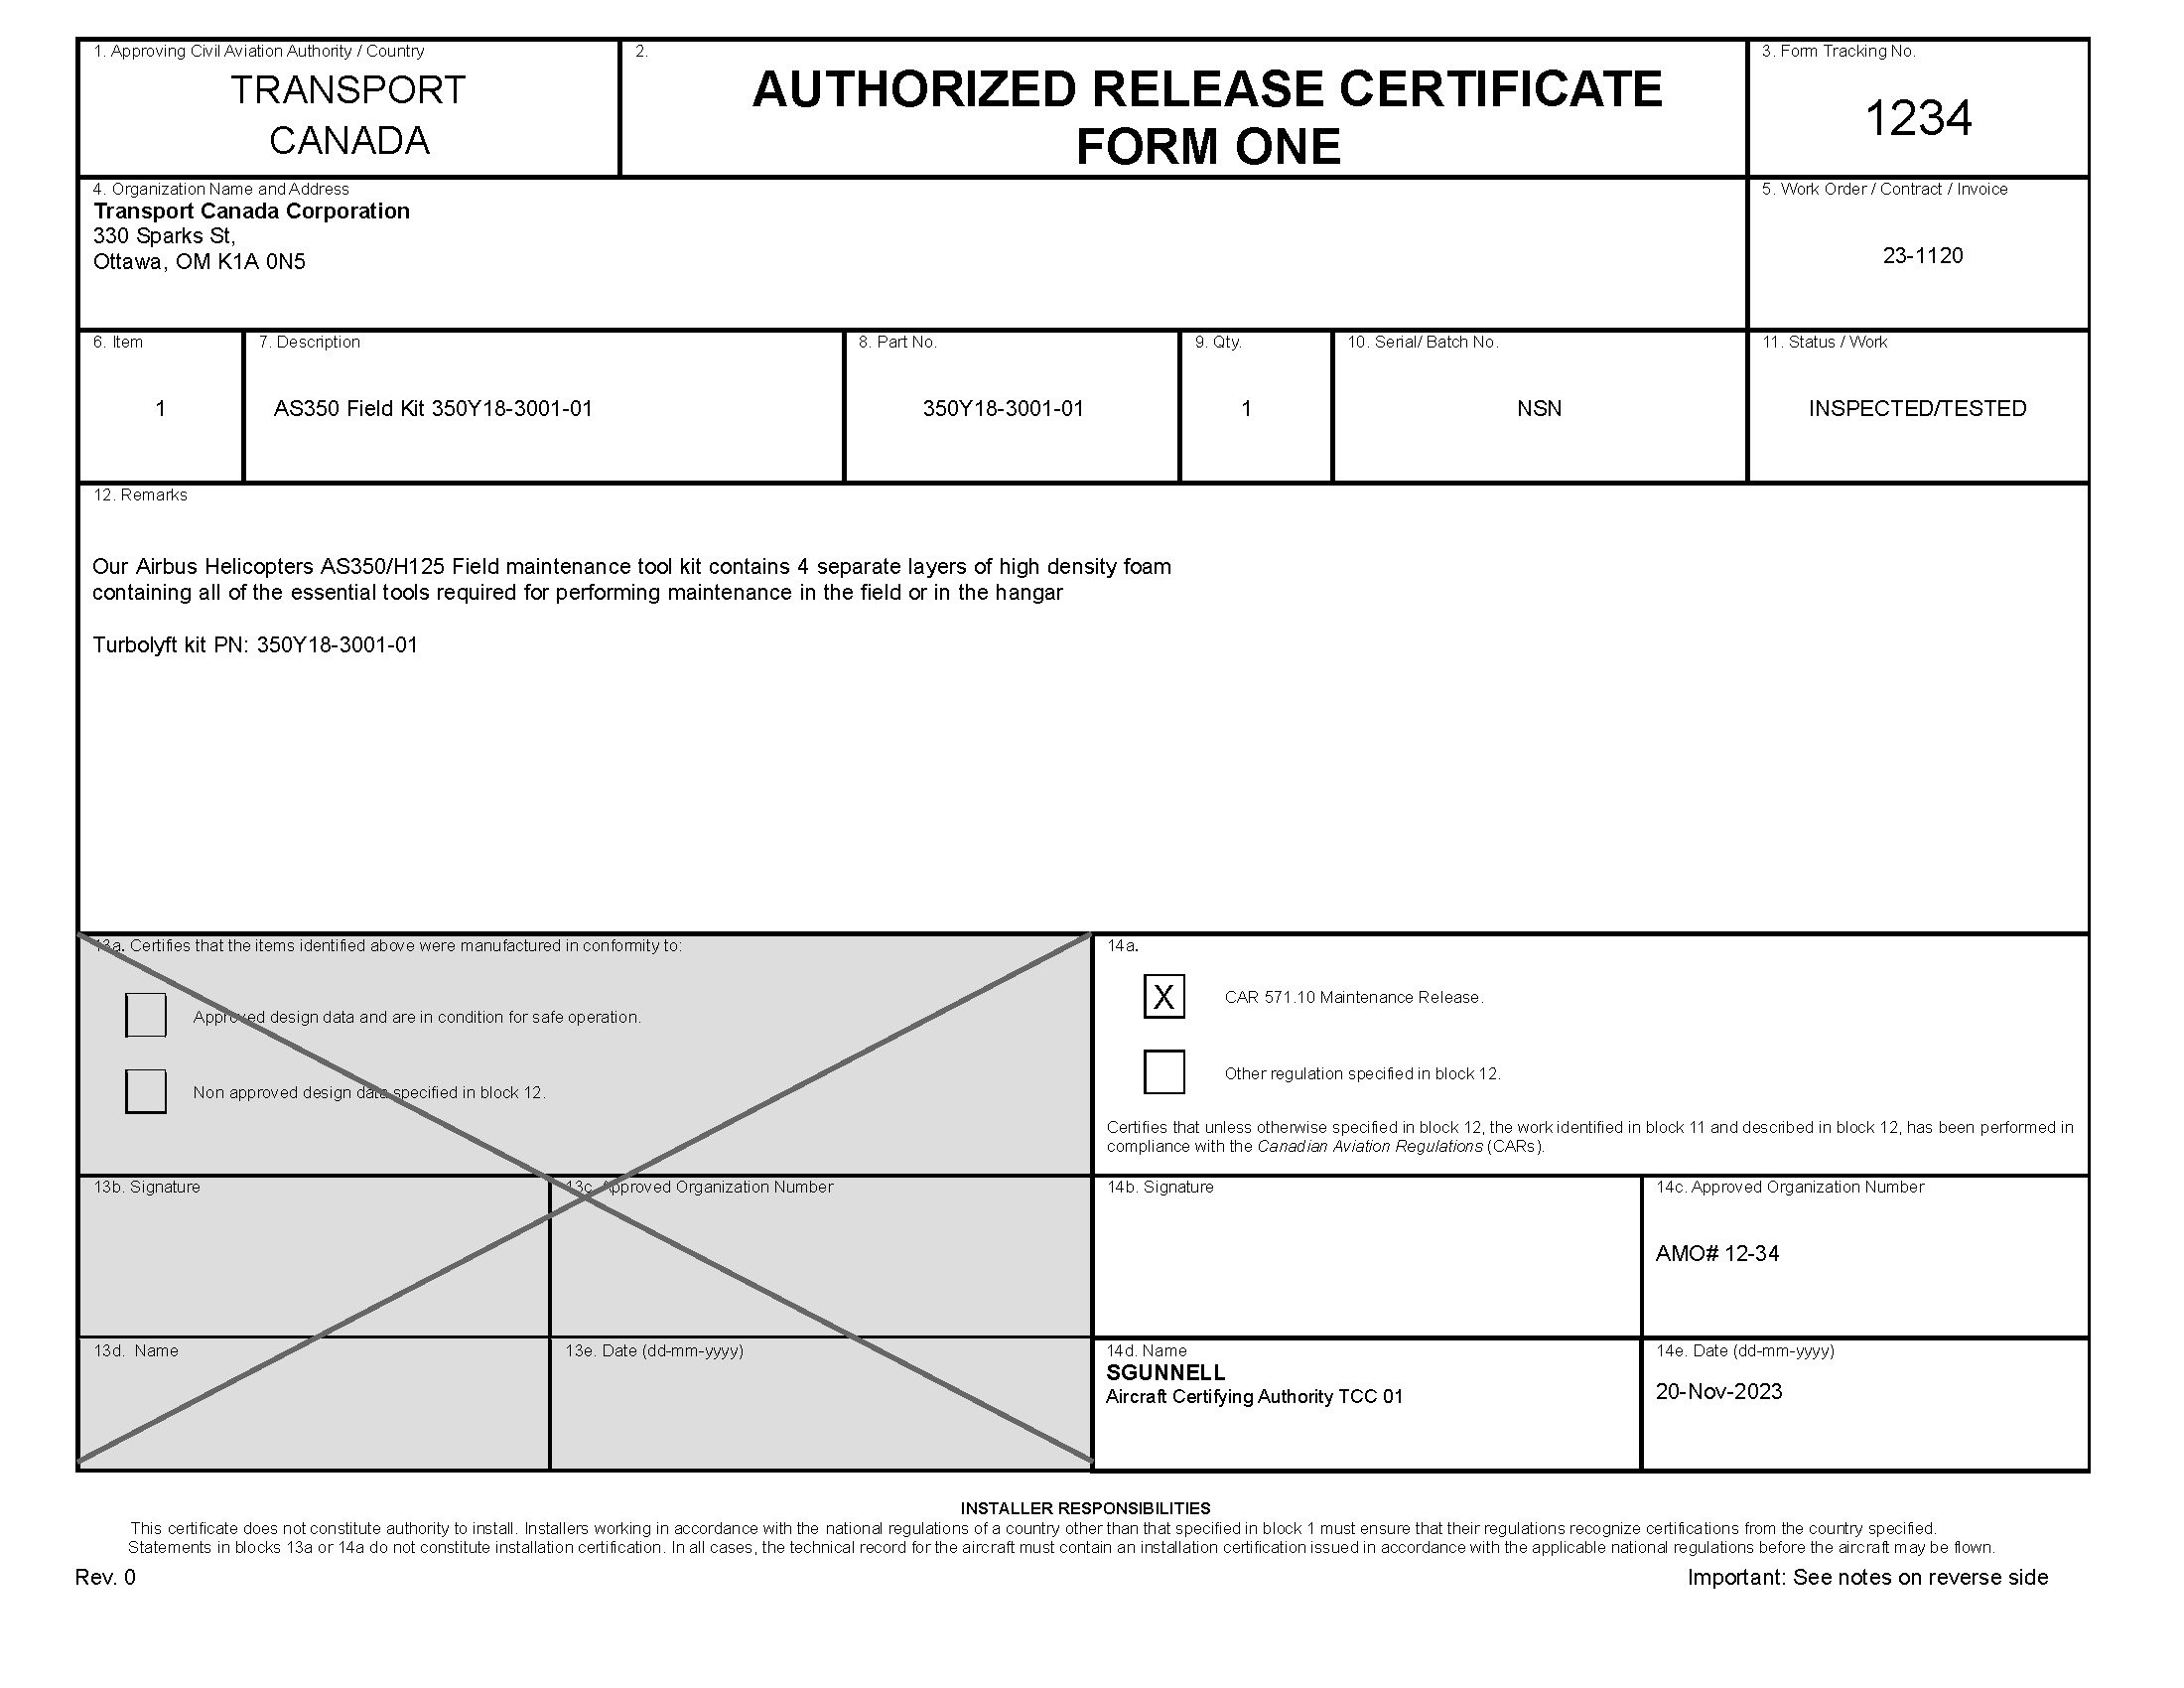 1. Approving Civil Aviation Authority / Country
TRANSPORT
CANADA
2.
AUTHORIZED RELEASE CERTIFICATE
FORM ONE
3. Form Tracking No.
1234
4. Organization Name and Address
Transport Canada Corporation
330 Sparks St,
Ottawa, OM K1A 0N5
5. Work Order / Contract / Invoice
23-1120
6. Item
1
7. Description
AS350 Field Kit 350Y18-3001-01
8. Part No.
350Y18-3001-01
9. Qty.
1
10. Serial/ Batch No.
NSN
11. Status / Work
INSPECTED/TESTED
12. Remarks
Our Airbus Helicopters AS350/H125 Field maintenance tool kit contains 4 separate layers of high density foam
containing all of the essential tools required for performing maintenance in the field or in the hangar
Turbolyft kit PN: 350Y18-3001-01
13a. Certifies that the items identified above were manufactured in conformity to:
Approved design data and are in condition for safe operation.
Non approved design data specified in block 12.
14a.
X CAR 571.10 Maintenance Release.
Other regulation specified in block 12.
Certifies that unless otherwise specified in block 12, the work identified in block 11 and described in block 12, has been performed in
compliance with the Canadian Aviation Regulations (CARs).
13b. Signature
13c. Approved Organization Number
14b. Signature
14c. Approved Organization Number
AMO# 12-34
13d. Name
13e. Date (dd-mm-yyyy)
14d. Name
SGUNNELL
Aircraft Certifying Authority TCC 01
14e. Date (dd-mm-yyyy)
20-Nov-2023
INSTALLER RESPONSIBILITIES
This certificate does not constitute authority to install. Installers working in accordance with the national regulations of a country other than that specified in block 1 must ensure that their regulations recognize certifications from the country specified.
Statements in blocks 13a or 14a do not constitute installation certification. In all cases, the technical record for the aircraft must contain an installation certification issued in accordance with the applicable national regulations before the aircraft may be flown.
Rev. 0
Important: See notes on reverse side